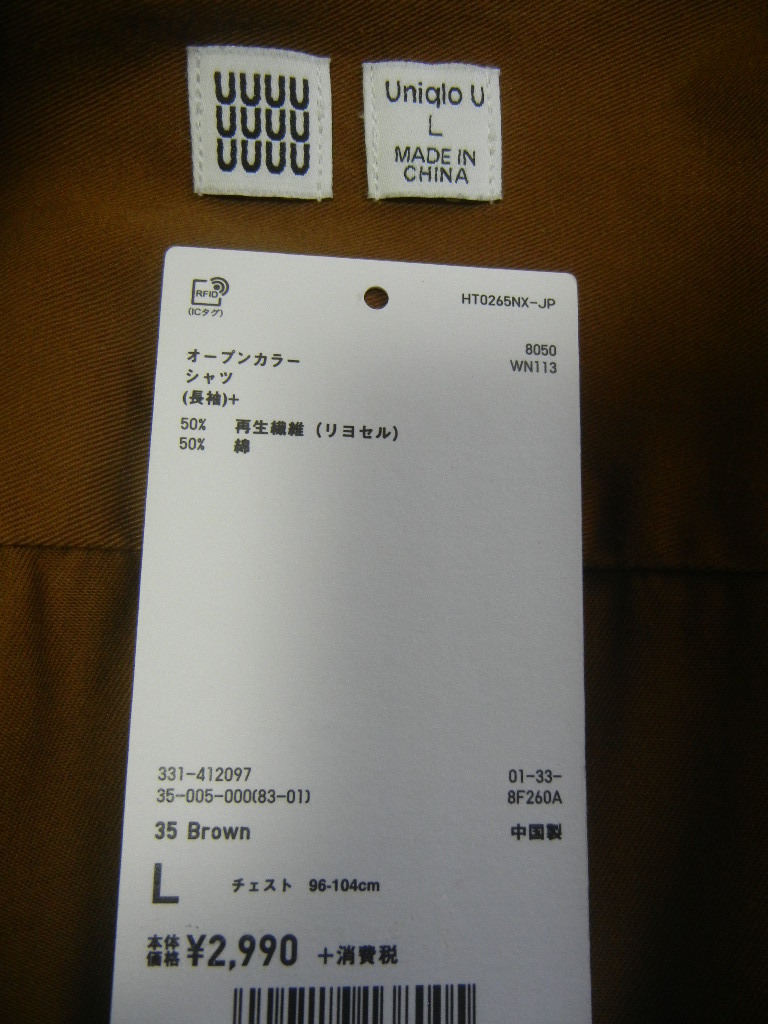 UUUU
UUUU
UUUU
Uniqlo U
L
MADE IN
CHINA
RFID
(ICタグ)
HT0265NX-JP
8050
WN113
オープンカラー
シャツ
(長袖)+
50% 再生繊維 (リヨセル)
50% 綿
331-412097
01-33-
35-005-000(83-01)
8F260A
35 Brown
中国製
L チェスト 96-104cm
本体価格 ¥2,990 +消費税